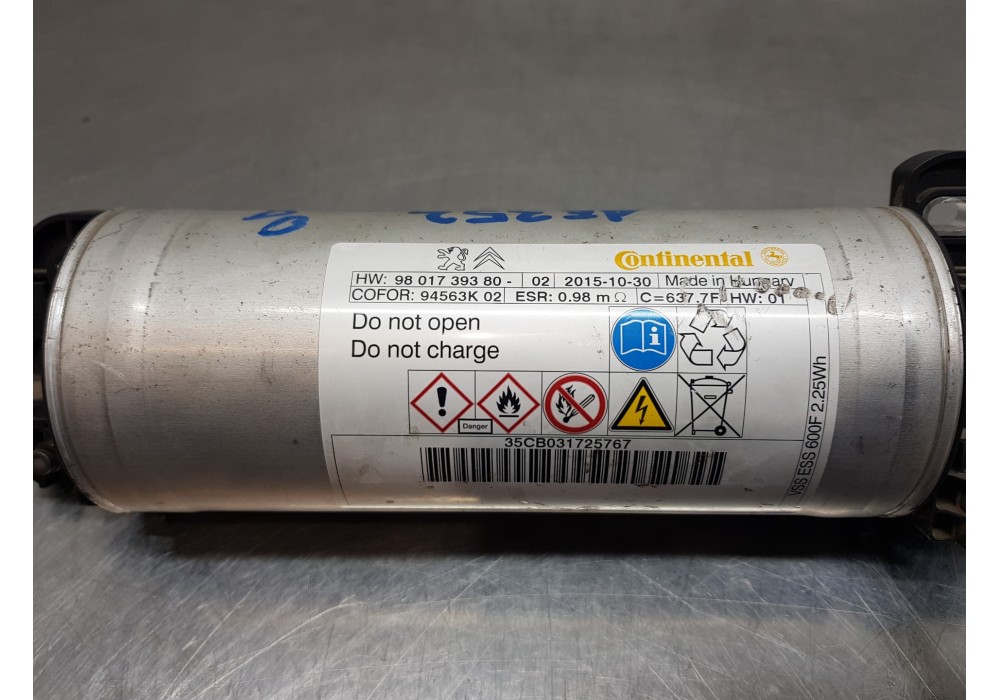 Continental
HW: 98 017 393 80 - 02 2015-10-30 Made in Hungary
COFOR: 94563K 02 ESR: 0.98 m Ω C=637.7F HW: 01
Do not open
Do not charge
Danger
35CB031725767
VSS ESS 600F 2.25Wh